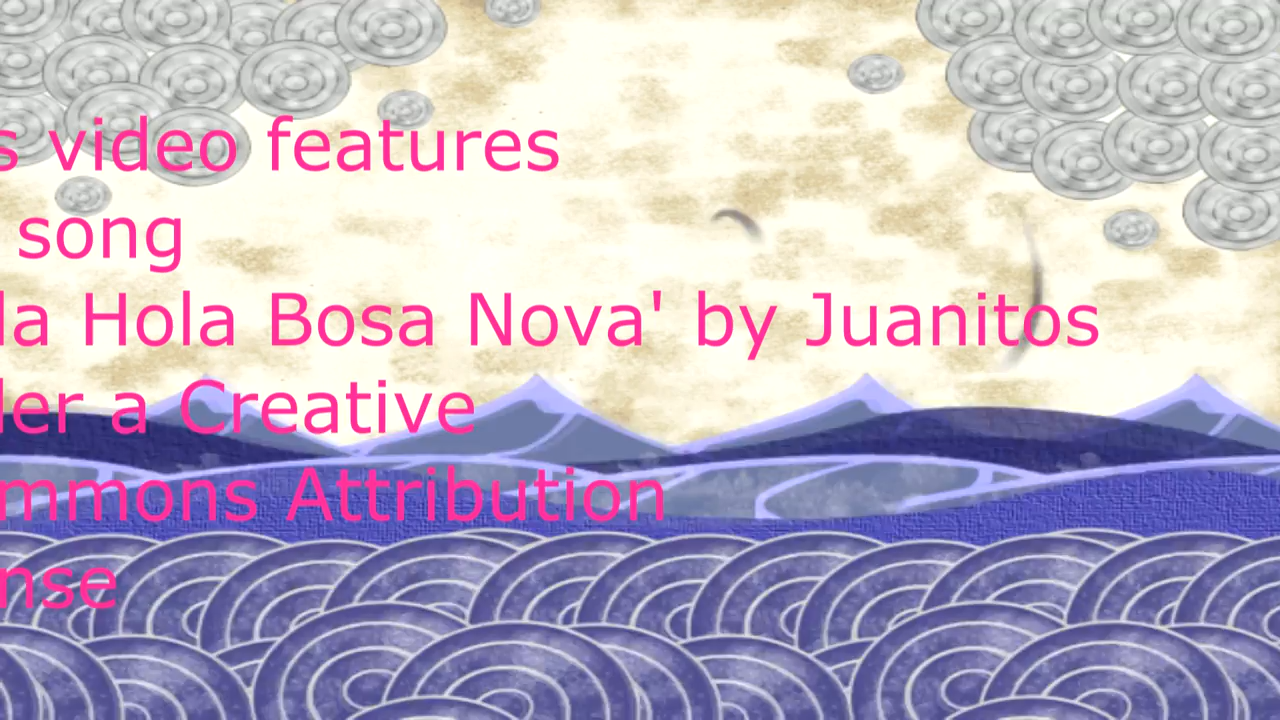 s video features
song
la Hola Bosa Nova' by Juanitos
der a Creative
mmons Attribution
nse